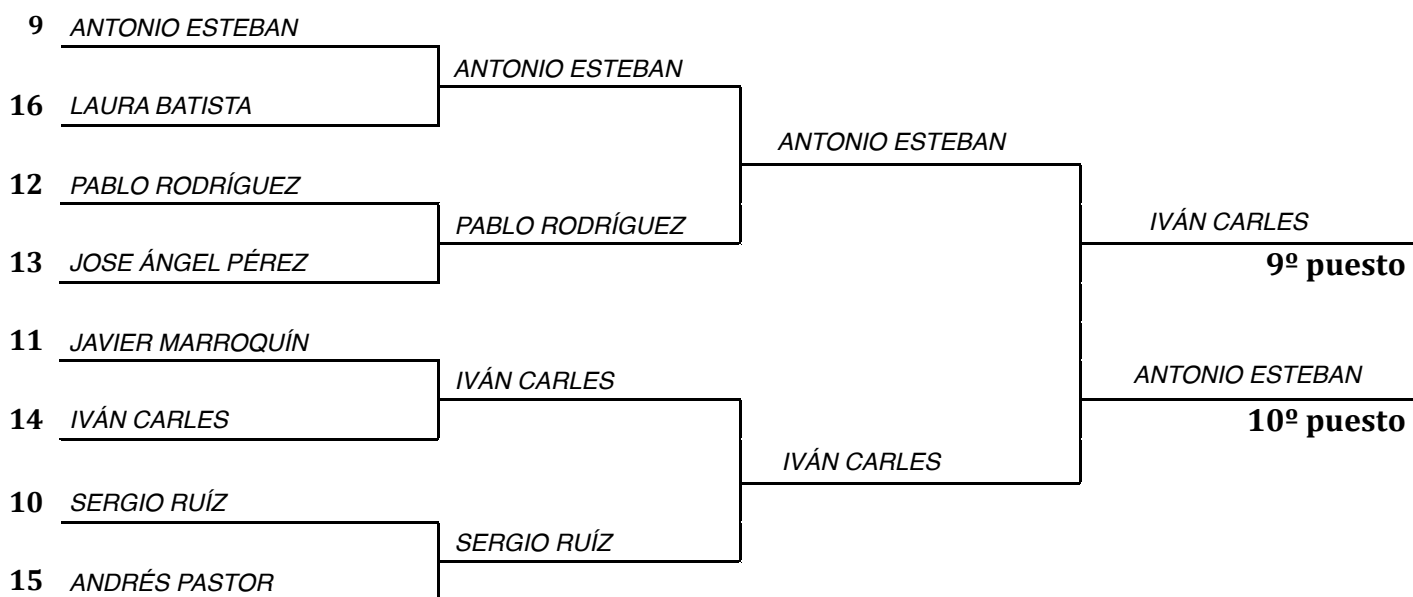 9 ANTONIO ESTEBAN
ANTONIO ESTEBAN
16 LAURA BATISTA
ANTONIO ESTEBAN
12 PABLO RODRÍGUEZ
PABLO RODRÍGUEZ
IVÁN CARLES
13 JOSE ÁNGEL PÉREZ
9º puesto
11 JAVIER MARROQUÍN
IVÁN CARLES
ANTONIO ESTEBAN
14 IVÁN CARLES
10º puesto
IVÁN CARLES
10 SERGIO RUÍZ
SERGIO RUÍZ
15 ANDRÉS PASTOR